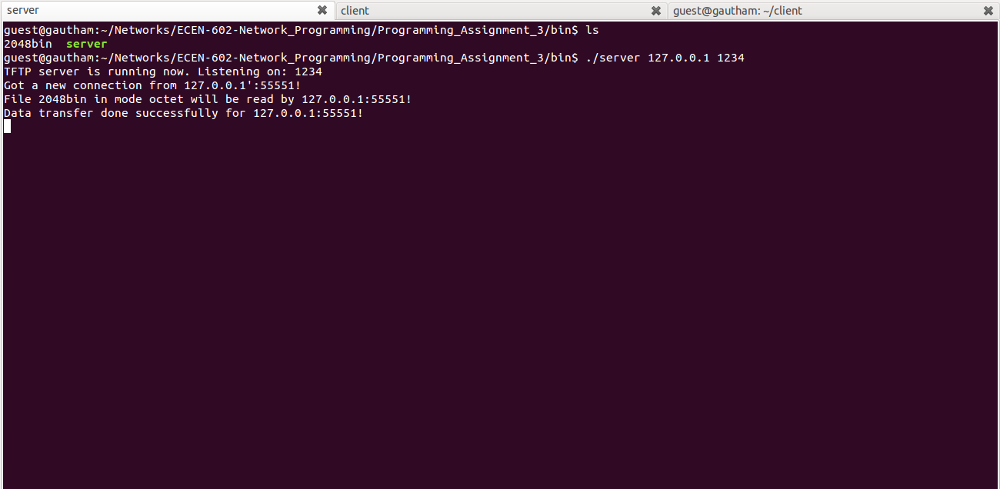 server client guest@gautham: ~/client
guest@gautham:~/Networks/ECEN-602-Network_Programming/Programming_Assignment_3/bin$ ls
2048bin  server
guest@gautham:~/Networks/ECEN-602-Network_Programming/Programming_Assignment_3/bin$ ./server 127.0.0.1 1234
TFTP server is running now. Listening on: 1234
Got a new connection from 127.0.0.1':55551!
File 2048bin in mode octet will be read by 127.0.0.1:55551!
Data transfer done successfully for 127.0.0.1:55551!